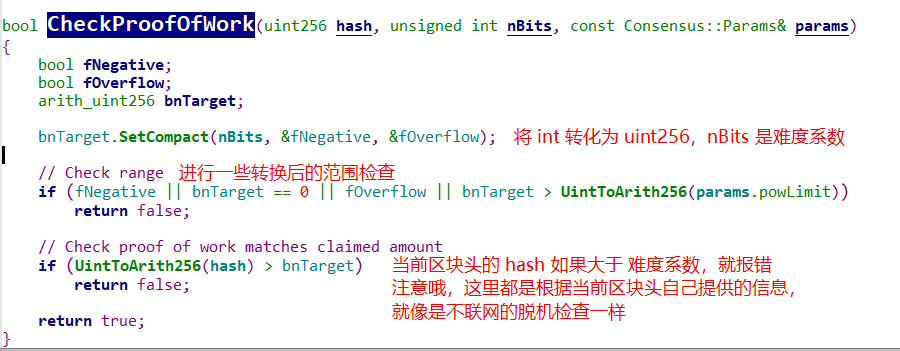 bool CheckProofOfWork(uint256 hash, unsigned int nBits, const Consensus::Params& params)
{
    bool fNegative;
    bool fOverflow;
    arith_uint256 bnTarget;
    bnTarget.SetCompact(nBits, &fNegative, &fOverflow); 将 int 转化为 uint256，nBits 是难度系数
    // Check range 进行一些转换后的范围检查
    if (fNegative || bnTarget == 0 || fOverflow || bnTarget > UintToArith256(params.powLimit))
        return false;
    // Check proof of work matches claimed amount
    if (UintToArith256(hash) > bnTarget) 当前区块头的 hash 如果大于 难度系数，就报错
        return false; 注意哦，这里都是根据当前区块头自己提供的信息，
就像是不联网的脱机检查一样
    return true;
}